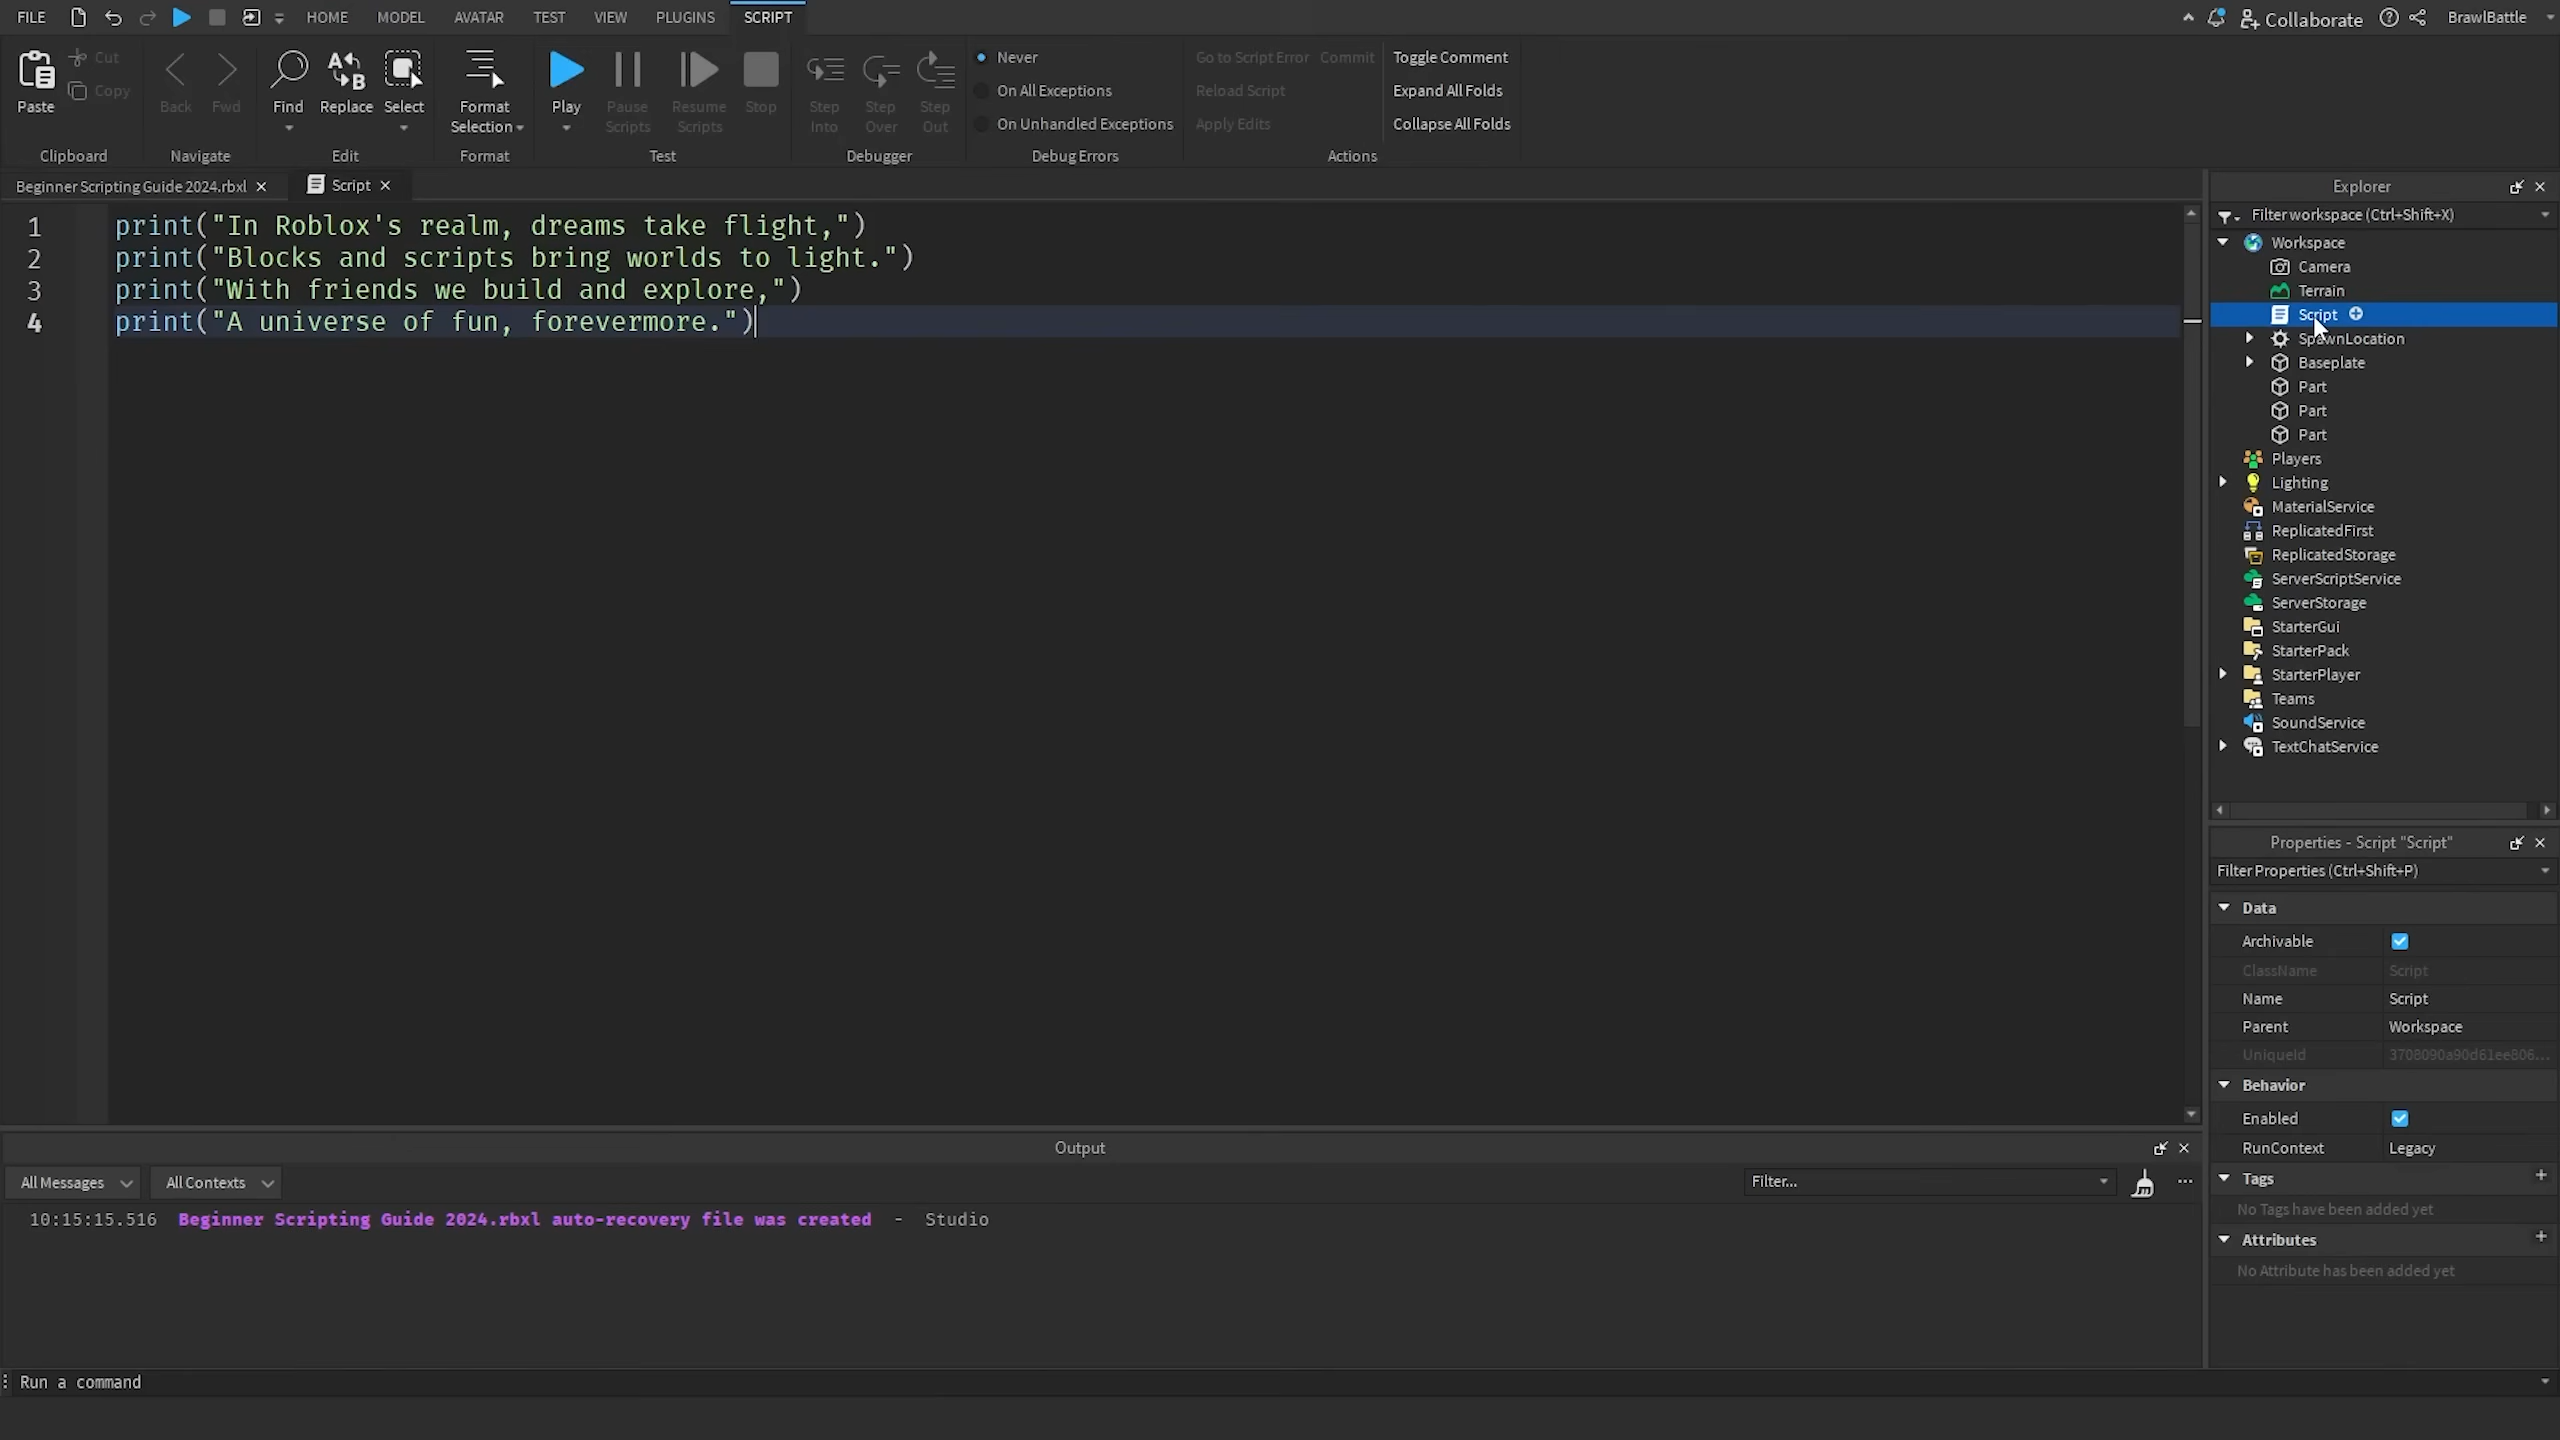 FILE HOME MODEL AVATAR TEST VIEW PLUGINS SCRIPT Collaborate BrawlBattle
Paste Cut Copy
Clipboard
Back Fwd
Navigate
Find Replace Select
Edit
Format Selection
Format
Play Pause Scripts Resume Scripts Stop
Test
Step Into Step Over Step Out
Debugger
Never
On All Exceptions
On Unhandled Exceptions
Debug Errors
Go to Script Error Commit
Reload Script
Apply Edits
Toggle Comment
Expand All Folds
Collapse All Folds
Actions
Beginner Scripting Guide 2024.rbxl Script
1 print("In Roblox's realm, dreams take flight,")
2 print("Blocks and scripts bring worlds to light.")
3 print("With friends we build and explore,")
4 print("A universe of fun, forevermore.")
Explorer
Filter workspace (Ctrl+Shift+X)
Workspace
Camera
Terrain
Script
SpawnLocation
Baseplate
Part
Part
Part
Players
Lighting
MaterialService
ReplicatedFirst
ReplicatedStorage
ServerScriptService
ServerStorage
StarterGui
StarterPack
StarterPlayer
Teams
SoundService
TextChatService
Properties - Script "Script"
Filter Properties (Ctrl+Shift+P)
Data
Archivable
ClassName Script
Name Script
Parent Workspace
UniqueId 3708090a90d61ee806...
Behavior
Enabled
RunContext Legacy
Tags
No Tags have been added yet
Attributes
No Attribute has been added yet
Output
All Messages All Contexts Filter...
10:15:15.516 Beginner Scripting Guide 2024.rbxl auto-recovery file was created - Studio
Run a command